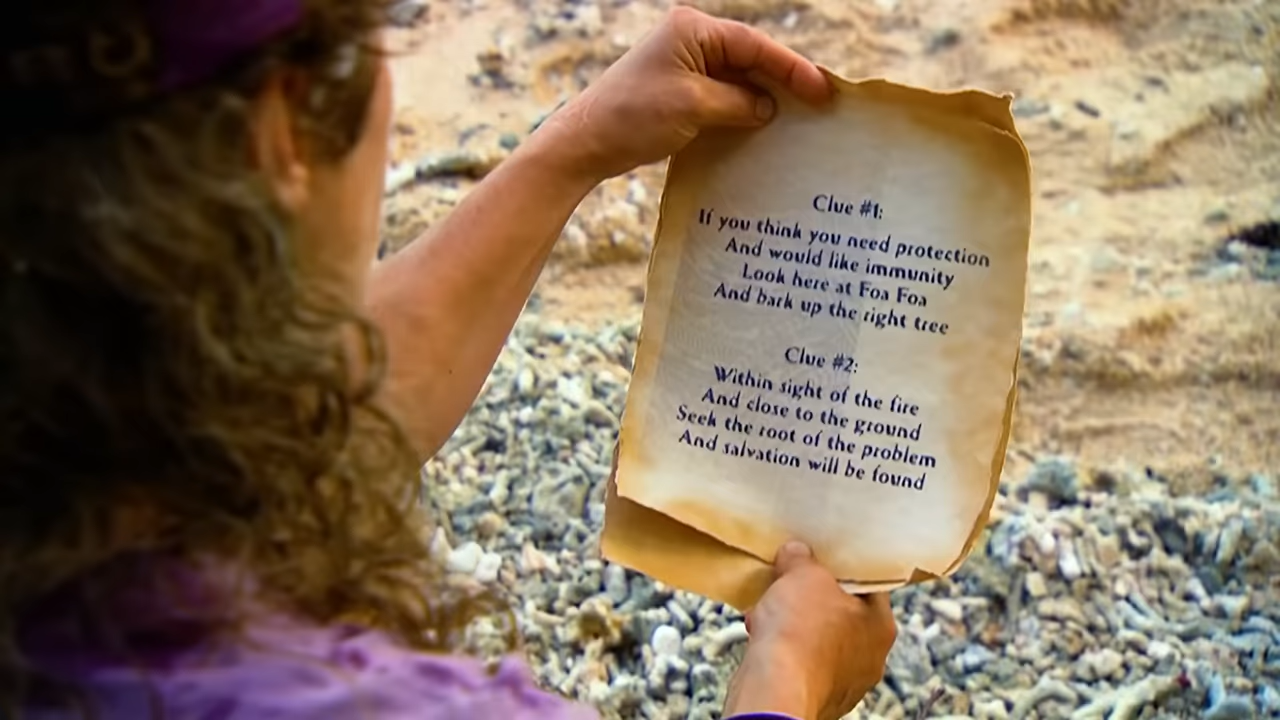 Clue #1:
If you think you need protection
And would like immunity
Look here at Foa Foa
And bark up the right tree
Clue #2:
Within sight of the fire
And close to the ground
Seek the root of the problem
And salvation will be found